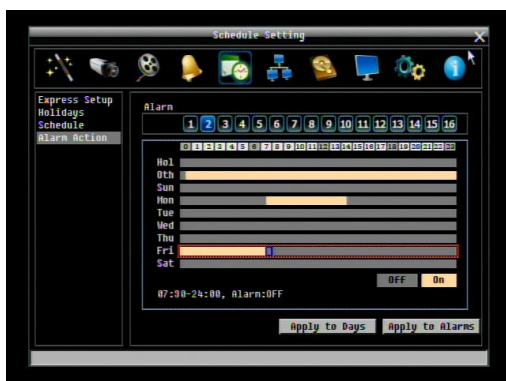 Schedule Setting
X
Express Setup
Holidays
Schedule
Alarm Action
Alarm
1 2 3 4 5 6 7 8 9 10 11 12 13 14 15 16
0 1 2 3 4 5 6 7 8 9 10 11 12 13 14 15 16 17 18 19 20 21 22 23
Hol
Oth
Sun
Mon
Tue
Wed
Thu
Fri
Sat
Off On
07:30-24:00, Alarm:OFF
Apply to Days Apply to Alarms